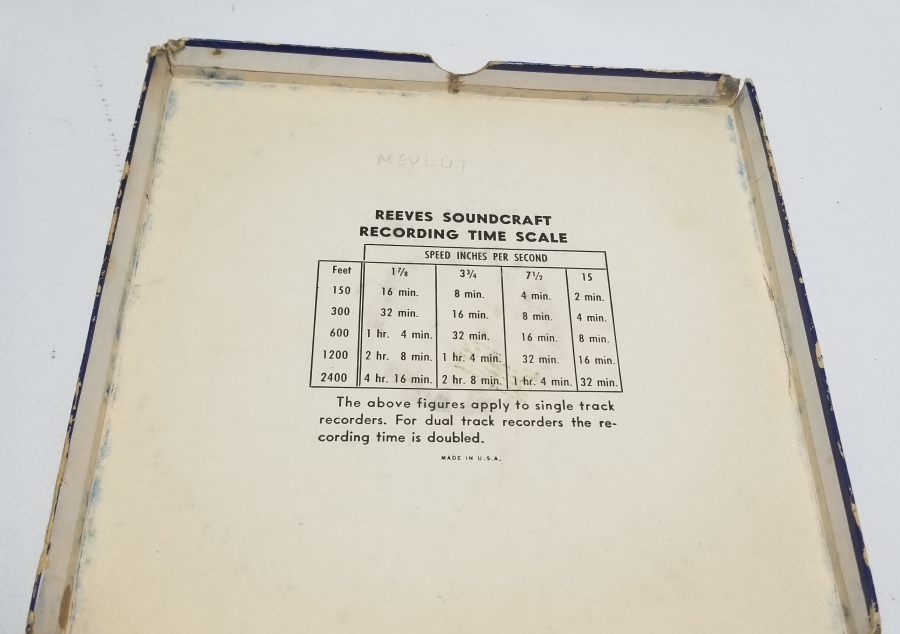 MEVLUT
REEVES SOUNDCRAFT
RECORDING TIME SCALE
SPEED INCHES PER SECOND
Feet 1⅞ 3¾ 7½ 15
150 16 min. 8 min. 4 min. 2 min.
300 32 min. 16 min. 8 min. 4 min.
600 1 hr. 4 min. 32 min. 16 min. 8 min.
1200 2 hr. 8 min. 1 hr. 4 min. 32 min. 16 min.
2400 4 hr. 16 min. 2 hr. 8 min. 1 hr. 4 min. 32 min.
The above figures apply to single track
recorders. For dual track recorders the re-
cording time is doubled.
MADE IN U.S.A.